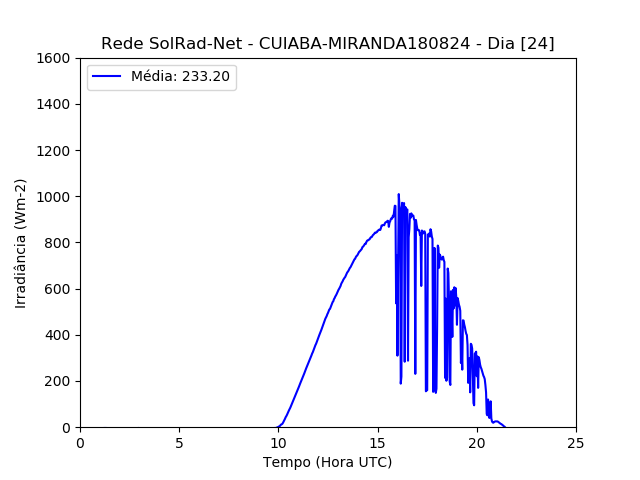 Rede SolRad-Net - CUIABA-MIRANDA180824 - Dia [24]
Média: 233.20
1600
1400
1200
1000
800
600
400
200
0
Irradiância (Wm-2)
0 5 10 15 20 25
Tempo (Hora UTC)